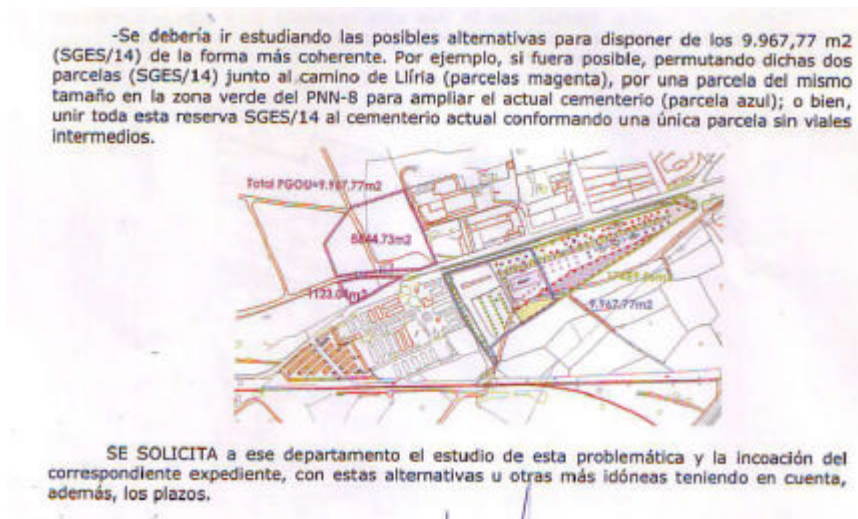 -Se debería ir estudiando las posibles alternativas para disponer de los 9.967,77 m2
(SGES/14) de la forma más coherente. Por ejemplo, si fuera posible, permutando dichas dos
parcelas (SGES/14) junto al camino de Llíria (parcelas magenta), por una parcela del mismo
tamaño en la zona verde del PNN-8 para ampliar el actual cementerio (parcela azul); o bien,
unir toda esta reserva SGES/14 al cementerio actual conformando una única parcela sin viales
intermedios.
Total PGOU=9.967,77m2
9.967,77m2
SE SOLICITA a ese departamento el estudio de esta problemática y la incoación del
correspondiente expediente, con estas alternativas u otras más idóneas teniendo en cuenta,
además, los plazos.